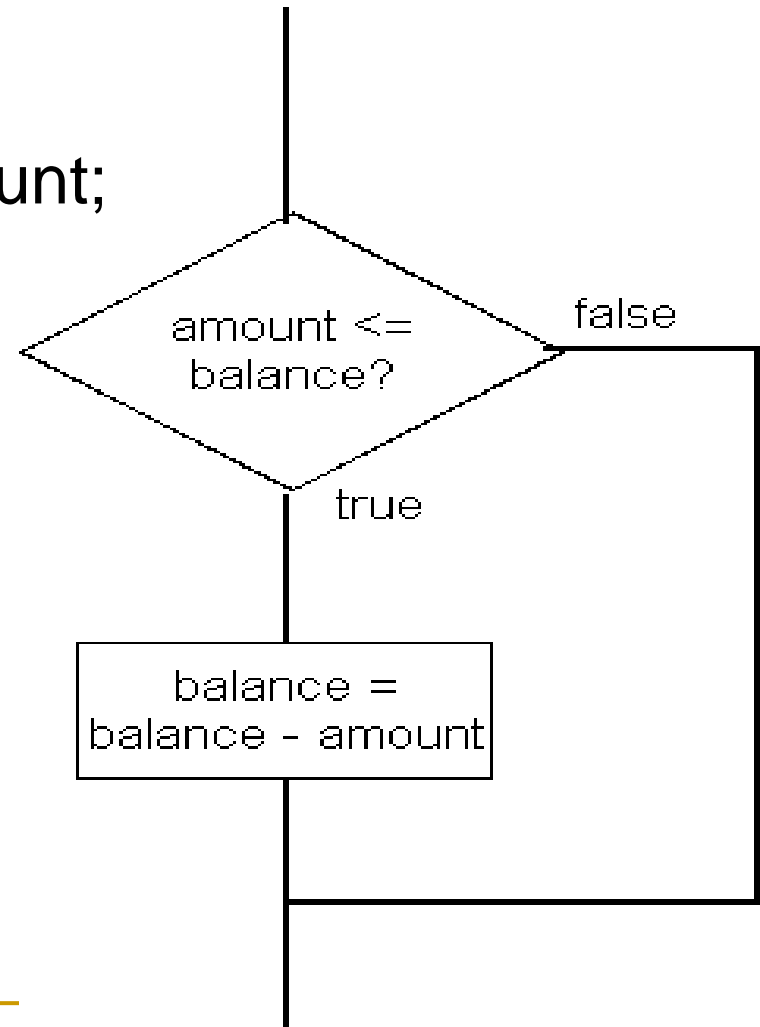 unt;
amount <=
balance?
false
true
balance =
balance - amount